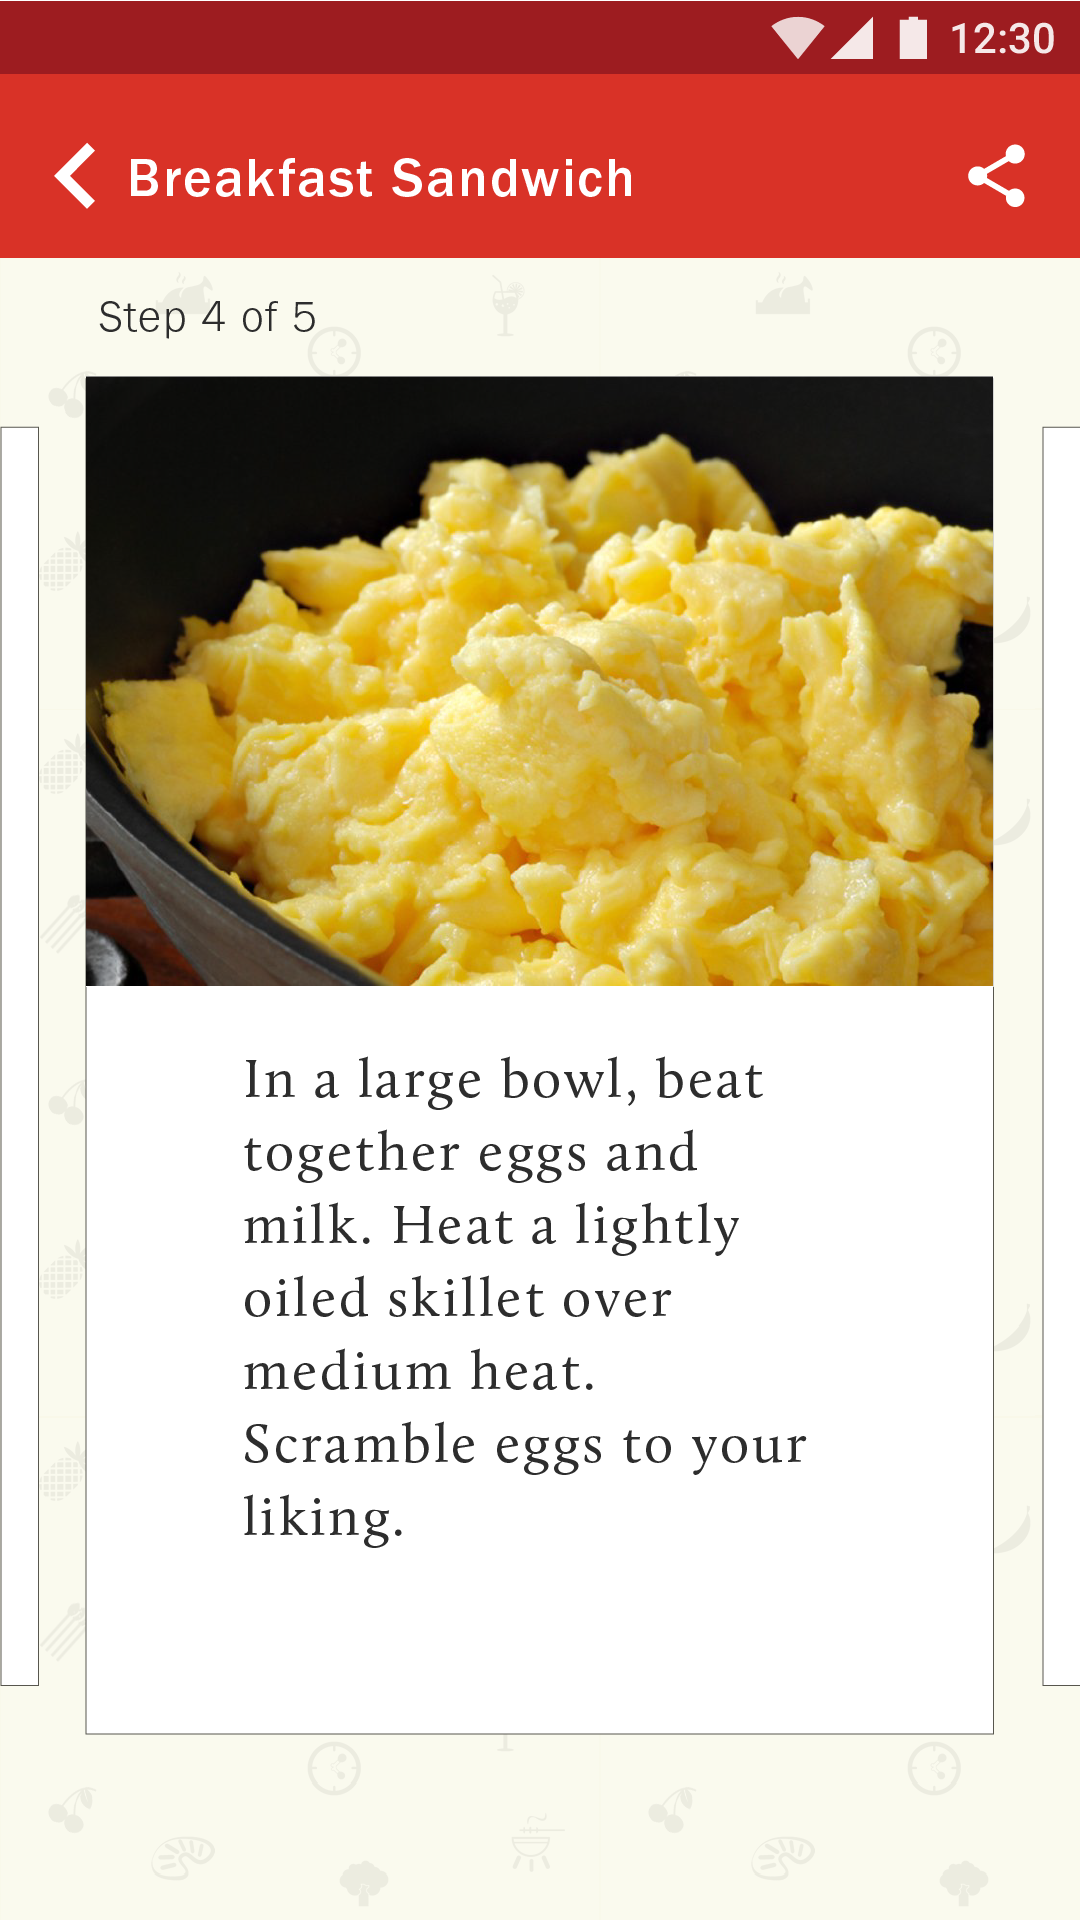 12:30
Breakfast Sandwich
Step 4 of 5
In a large bowl, beat
together eggs and
milk. Heat a lightly
oiled skillet over
medium heat.
Scramble eggs to your
liking.